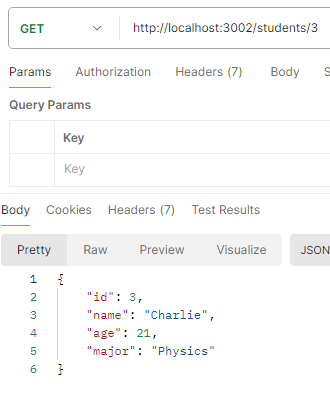 GET http://localhost:3002/students/3
Params Authorization Headers (7) Body
Query Params
Key
Key
Body Cookies Headers (7) Test Results
Pretty Raw Preview Visualize JSON
1 {
2 "id": 3,
3 "name": "Charlie",
4 "age": 21,
5 "major": "Physics"
6 }